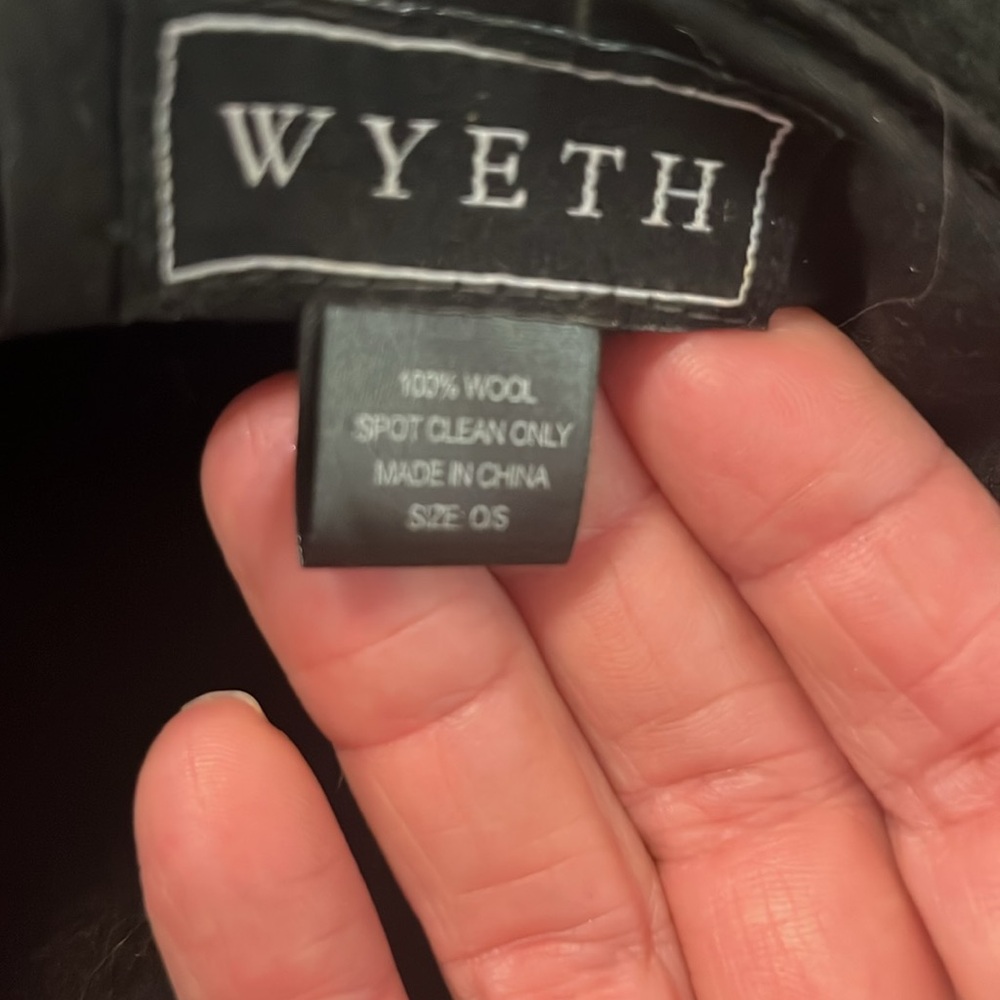 WYETH
100% WOOL
SPOT CLEAN ONLY
MADE IN CHINA
SIZE: OS